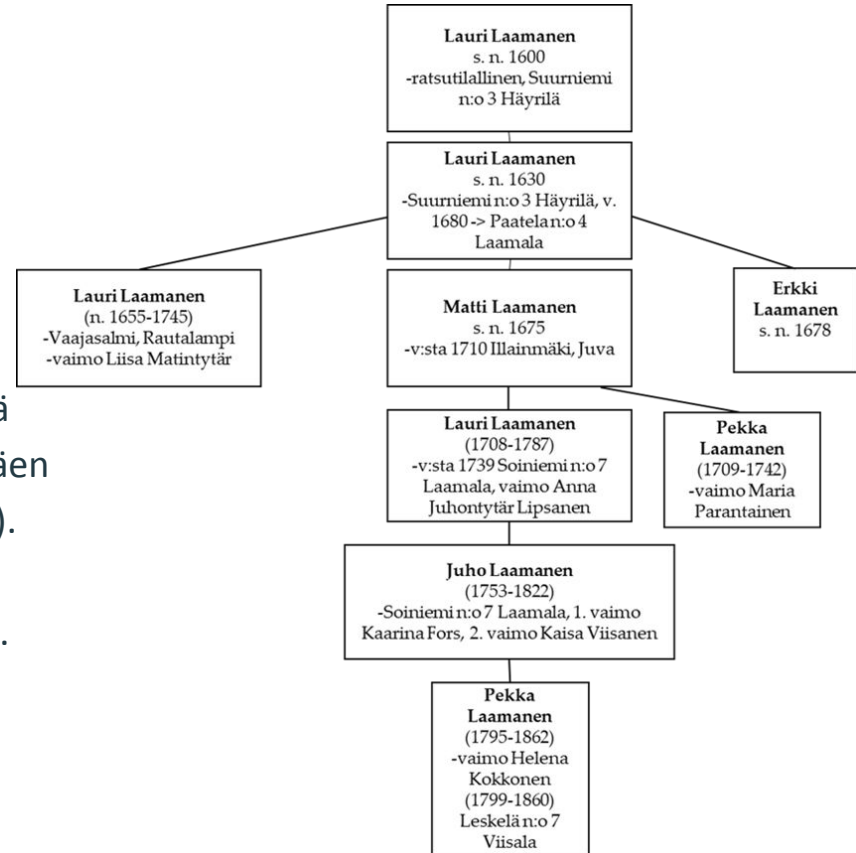 Lauri Laamanen
s. n. 1600
-ratsutilallinen, Suurniemi
n:o 3 Häyrilä
Lauri Laamanen
s. n. 1630
-Suurniemi n:o 3 Häyrilä, v.
1680 -> Paatela n:o 4
Laamala
Lauri Laamanen
(n. 1655-1745)
-Vaajasalmi, Rautalampi
-vaimo Liisa Matintytär
Matti Laamanen
s. n. 1675
-v:sta 1710 Illainmäki, Juva
Erkki
Laamanen
s. n. 1678
ä
äen
).
.
Lauri Laamanen
(1708-1787)
-v:sta 1739 Soiniemi n:o 7
Laamala, vaimo Anna
Juhontytär Lipsanen
Pekka
Laamanen
(1709-1742)
-vaimo Maria
Parantainen
Juho Laamanen
(1753-1822)
-Soiniemi n:o 7 Laamala, 1. vaimo
Kaarina Fors, 2. vaimo Kaisa Viisanen
Pekka
Laamanen
(1795-1862)
-vaimo Helena
Kokkonen
(1799-1860)
Leskelä n:o 7
Viisala